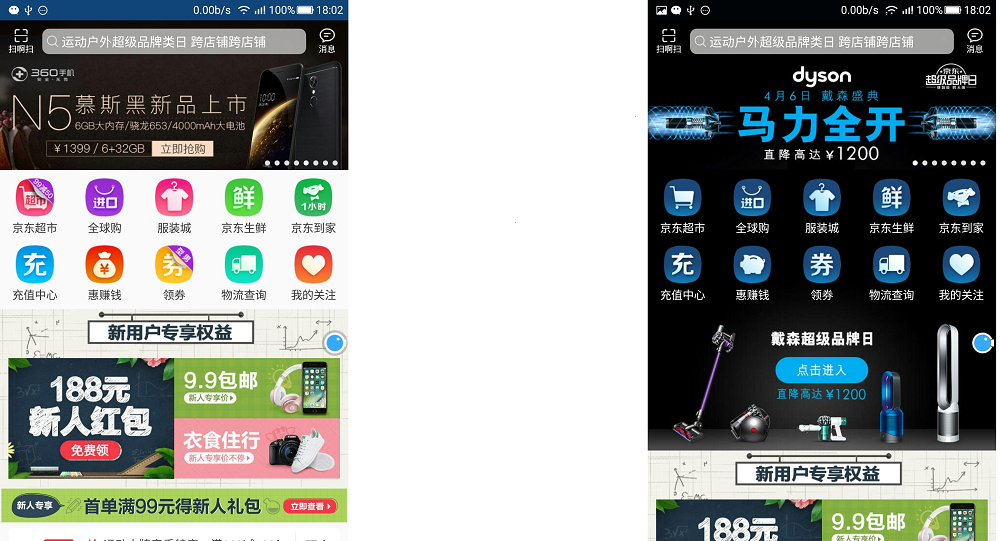 0.00b/s 100% 18:02
扫啊扫
运动户外超级品牌类日 跨店铺跨店铺
消息
360手机
N5 慕斯黑新品上市
6GB大内存/骁龙653/4000mAh大电池
¥1399 / 6+32GB 立即抢购
99减50
超市
进口
鲜
1小时
京东超市 全球购 服装城 京东生鲜 京东到家
充
¥
券
充值中心 惠赚钱 领券 物流查询 我的关注
新用户专享权益
188元
新人红包
免费领
9.9包邮
新人专享价
衣食住行
新人专享价不停
新人专享 首单满99元得新人礼包 立即查看
0.00b/s 100% 18:02
扫啊扫
运动户外超级品牌类日 跨店铺跨店铺
消息
dyson
京东
超级品牌日
4月6日 戴森盛典
马力全开
直降高达 ¥1200
进口
鲜
京东超市 全球购 服装城 京东生鲜 京东到家
充
券
充值中心 惠赚钱 领券 物流查询 我的关注
戴森超级品牌日
点击进入
直降高达 ¥1200
新用户专享权益
188元
9.9包邮
新人专享价